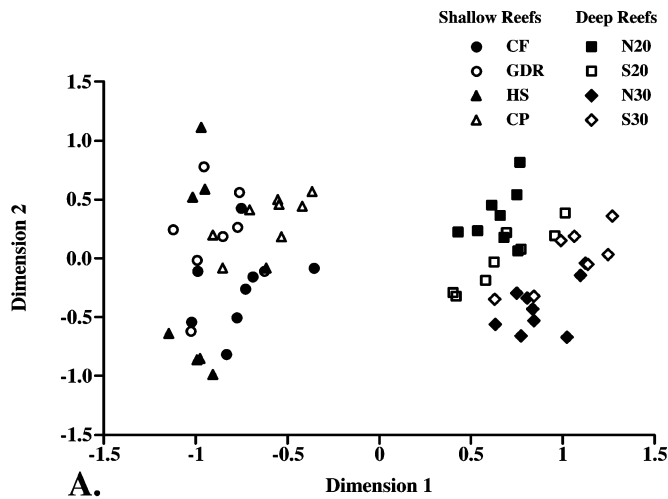 Shallow Reefs Deep Reefs
CF N20
GDR S20
HS N30
CP S30
1.5
1.0
0.5
0.0
-0.5
-1.0
-1.5
Dimension 2
-1.5 -1 -0.5 0 0.5 1 1.5
Dimension 1
A.